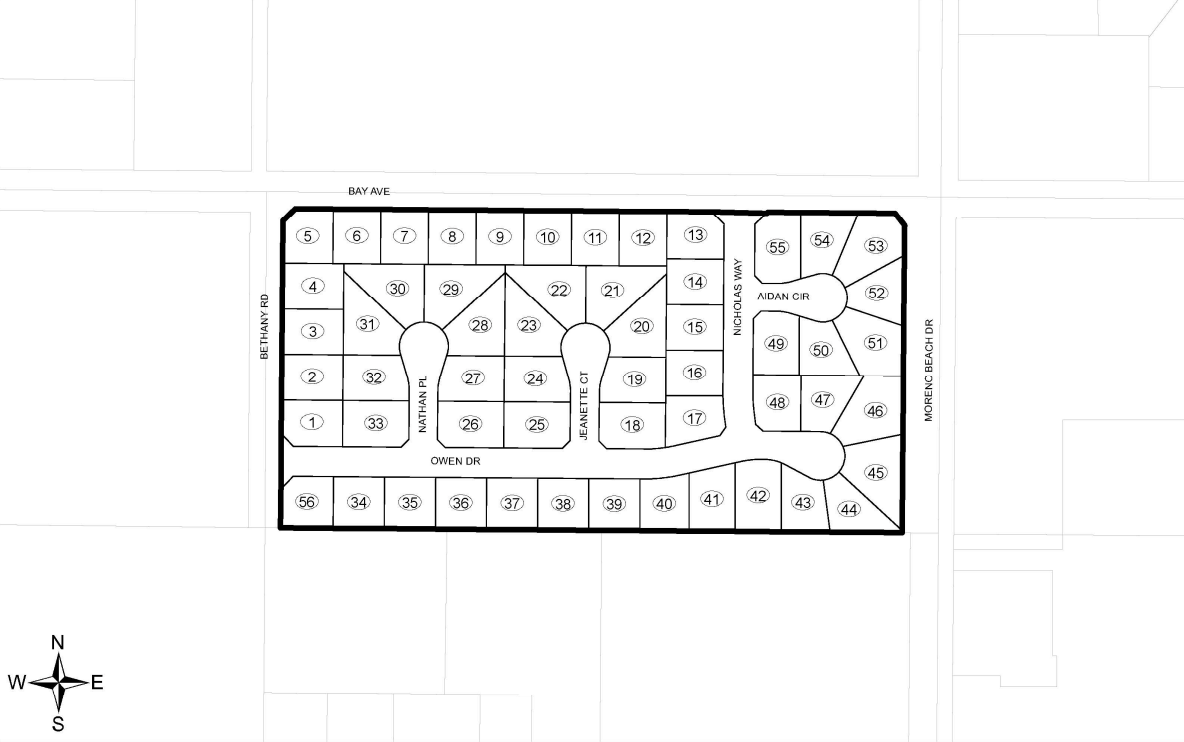 BAY AVE
5 6 7 8 9 10 11 12 13 55 54 53
4 30 29 22 21 14 AIDAN CIR 52
BETHANY RD
NICHOLAS WAY
3 31 28 23 20 15 49 50 51
MORENO BEACH DR
2 32 27 24 19 16
NATHAN PL
JEANETTE CT
1 33 26 25 18 17 48 47 46
OWEN DR
45
56 34 35 36 37 38 39 40 41 42 43 44
N
W E
S